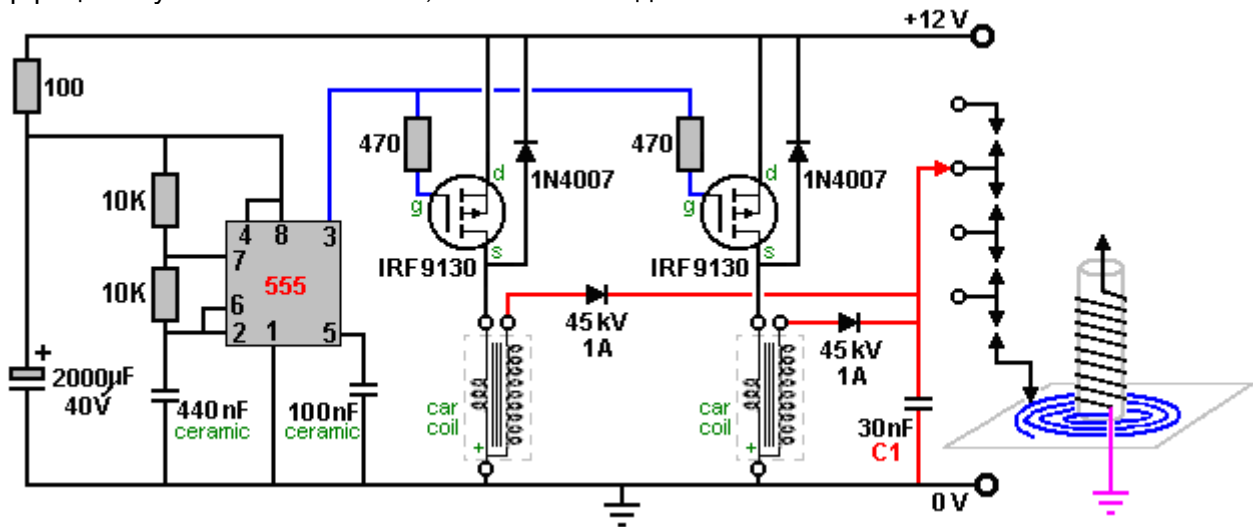 +12 V
100
470
470
d
d
1N4007
1N4007
10K
g
g
4 8 3
7
s
s
IRF9130
IRF9130
10K
555
6
2 1 5
45 kV
1A
45 kV
1A
+
2000µF
40V
440 nF
ceramic
100nF
ceramic
car
coil
+
car
coil
+
30nF
C1
0 V